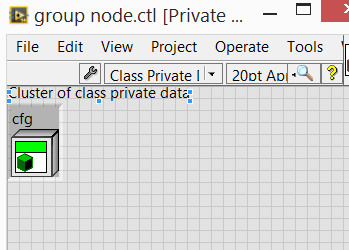 group node.ctl [Private ...
File Edit View Project Operate Tools
Class Private 20pt
Cluster of class private data
cfg